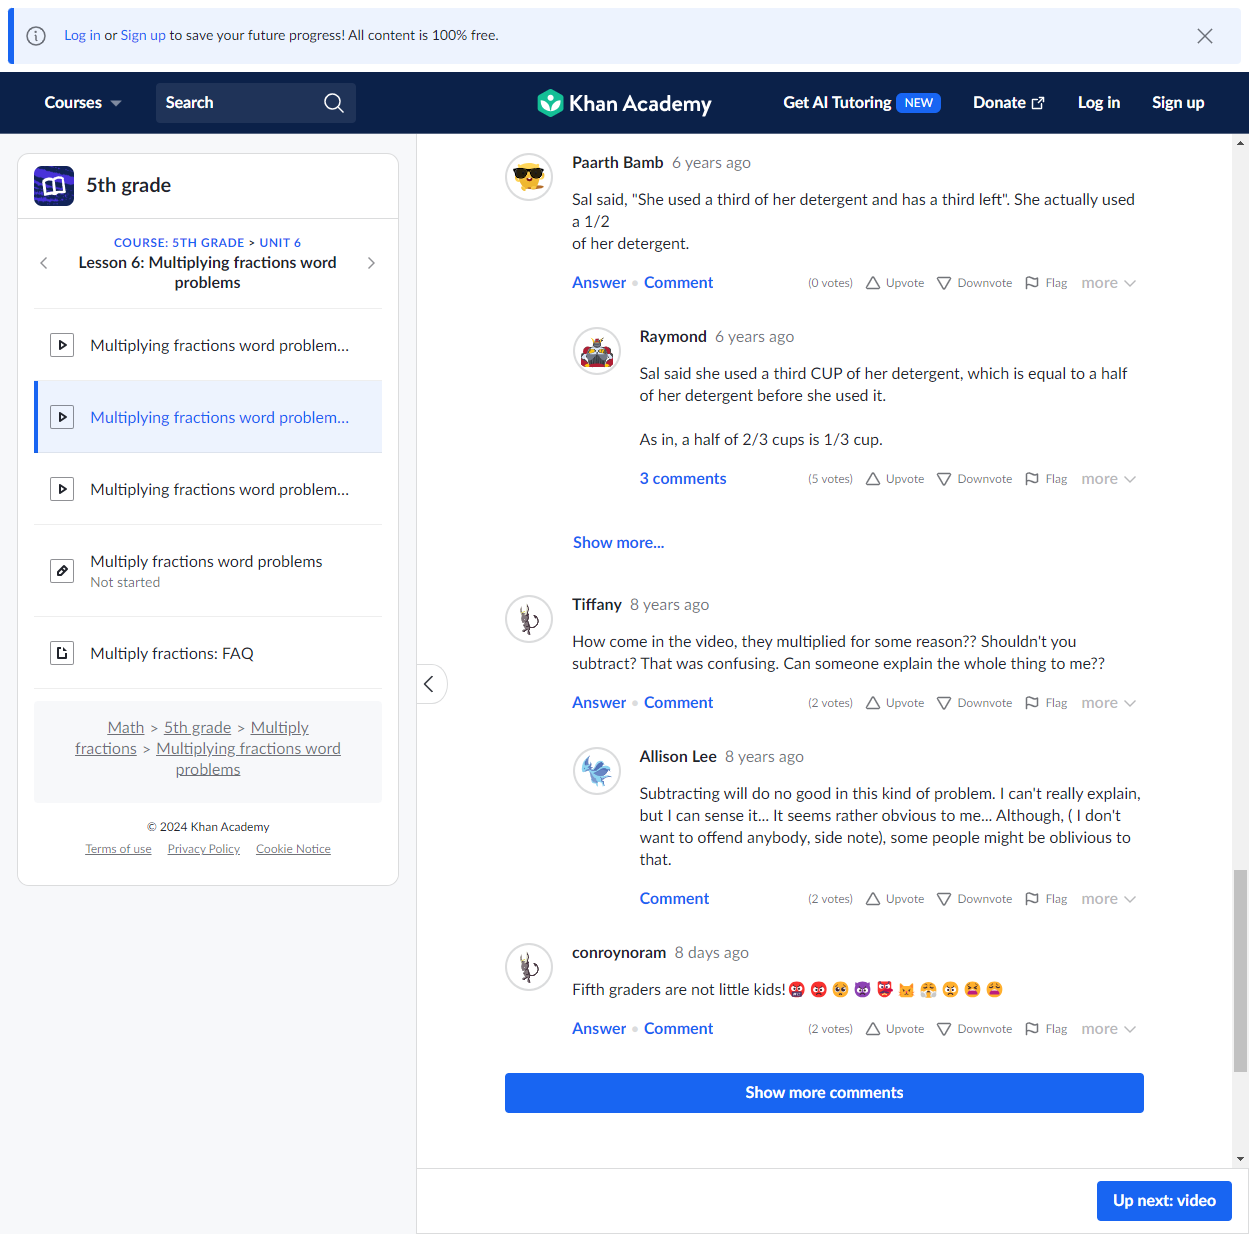 Log in or Sign up to save your future progress! All content is 100% free.
Courses
Search
Khan Academy
Get AI Tutoring NEW
Donate
Log in
Sign up
5th grade
COURSE: 5TH GRADE > UNIT 6
Lesson 6: Multiplying fractions word
problems
Multiplying fractions word problem...
Multiplying fractions word problem...
Multiplying fractions word problem...
Multiply fractions word problems
Not started
Multiply fractions: FAQ
Math > 5th grade > Multiply
fractions > Multiplying fractions word
problems
© 2024 Khan Academy
Terms of use Privacy Policy Cookie Notice
Paarth Bamb 6 years ago
Sal said, "She used a third of her detergent and has a third left". She actually used
a 1/2
of her detergent.
Answer • Comment (0 votes) Upvote Downvote Flag more
Raymond 6 years ago
Sal said she used a third CUP of her detergent, which is equal to a half
of her detergent before she used it.
As in, a half of 2/3 cups is 1/3 cup.
3 comments (5 votes) Upvote Downvote Flag more
Show more...
Tiffany 8 years ago
How come in the video, they multiplied for some reason?? Shouldn't you
subtract? That was confusing. Can someone explain the whole thing to me??
Answer • Comment (2 votes) Upvote Downvote Flag more
Allison Lee 8 years ago
Subtracting will do no good in this kind of problem. I can't really explain,
but I can sense it... It seems rather obvious to me... Although, ( I don't
want to offend anybody, side note), some people might be oblivious to
that.
Comment (2 votes) Upvote Downvote Flag more
conroynoram 8 days ago
Fifth graders are not little kids!
Answer • Comment (2 votes) Upvote Downvote Flag more
Show more comments
Up next: video